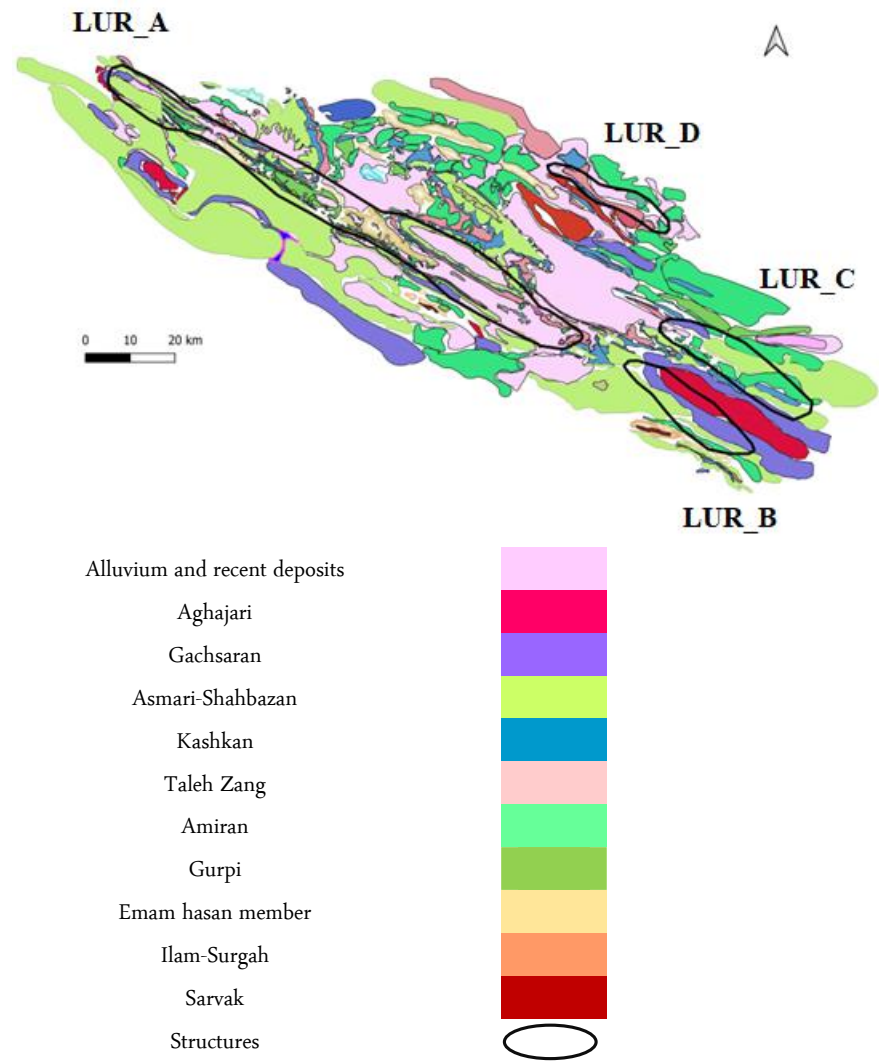 LUR_A
LUR_D
LUR_C
0 10 20 km
LUR_B
Alluvium and recent deposits
Aghajari
Gachsaran
Asmari-Shahbazan
Kashkan
Taleh Zang
Amiran
Gurpi
Emam hasan member
Ilam-Surgah
Sarvak
Structures